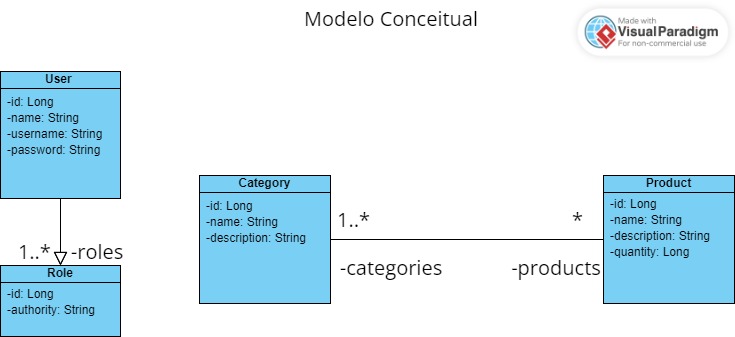 Modelo Conceitual
Made with
VisualParadigm
For non-commercial use
User
-id: Long
-name: String
-username: String
-password: String
1..* -roles
Role
-id: Long
-authority: String
Category
-id: Long
-name: String
-description: String
1..*
-categories
*
-products
Product
-id: Long
-name: String
-description: String
-quantity: Long